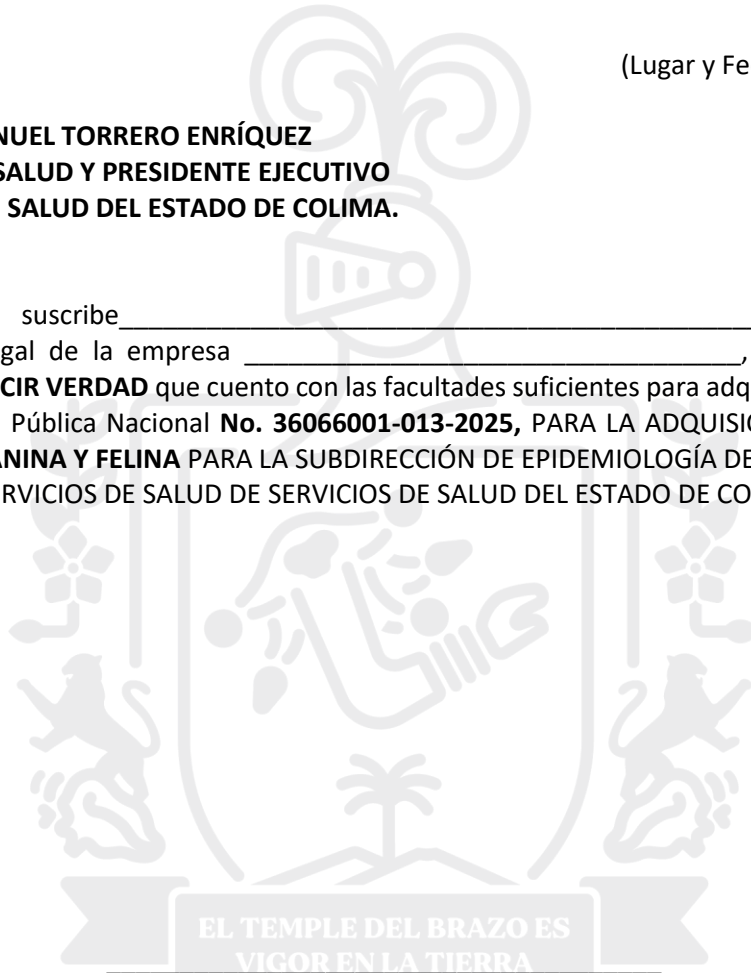 (Lugar y Fe
NUEL TORRERO ENRÍQUEZ
SALUD Y PRESIDENTE EJECUTIVO
SALUD DEL ESTADO DE COLIMA.
suscribe____________________________________________
gal de la empresa __________________________________,
CIR VERDAD que cuento con las facultades suficientes para adq
Pública Nacional No. 36066001-013-2025, PARA LA ADQUISI
ANINA Y FELINA PARA LA SUBDIRECCIÓN DE EPIDEMIOLOGÍA DE
RVICIOS DE SALUD DE SERVICIOS DE SALUD DEL ESTADO DE CO
EL TEMPLE DEL BRAZO ES
VIGOR EN LA TIERRA